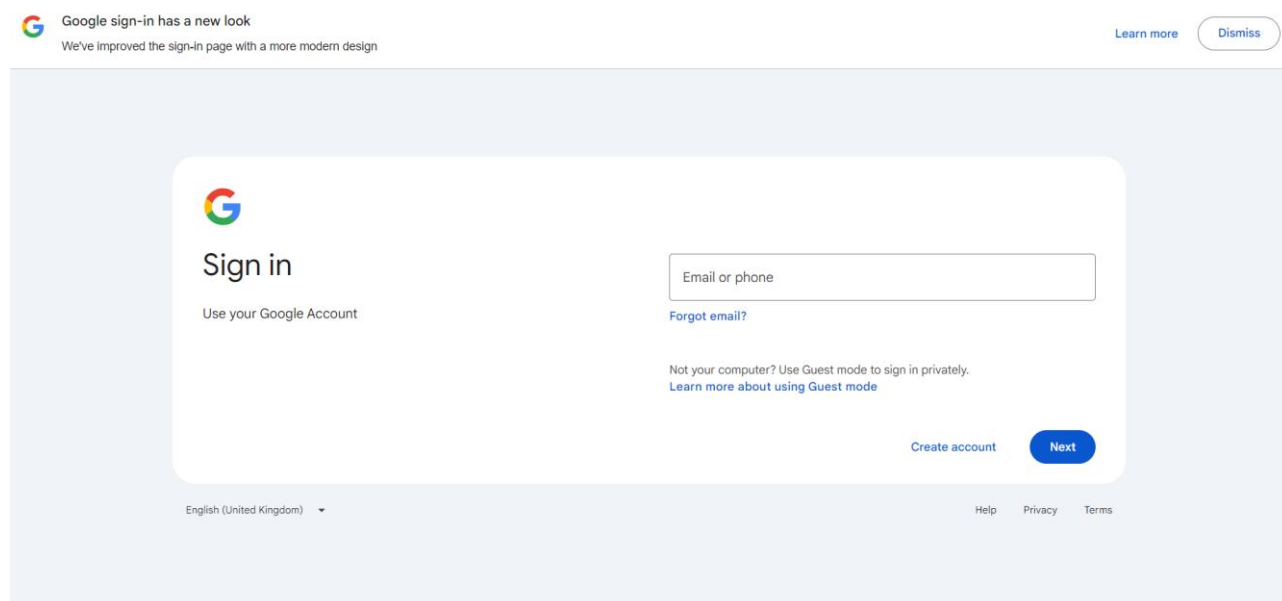 Google sign-in has a new look
We've improved the sign-in page with a more modern design
Learn more
Dismiss
Sign in
Use your Google Account
Email or phone
Forgot email?
Not your computer? Use Guest mode to sign in privately.
Learn more about using Guest mode
Create account
Next
English (United Kingdom)
Help
Privacy
Terms